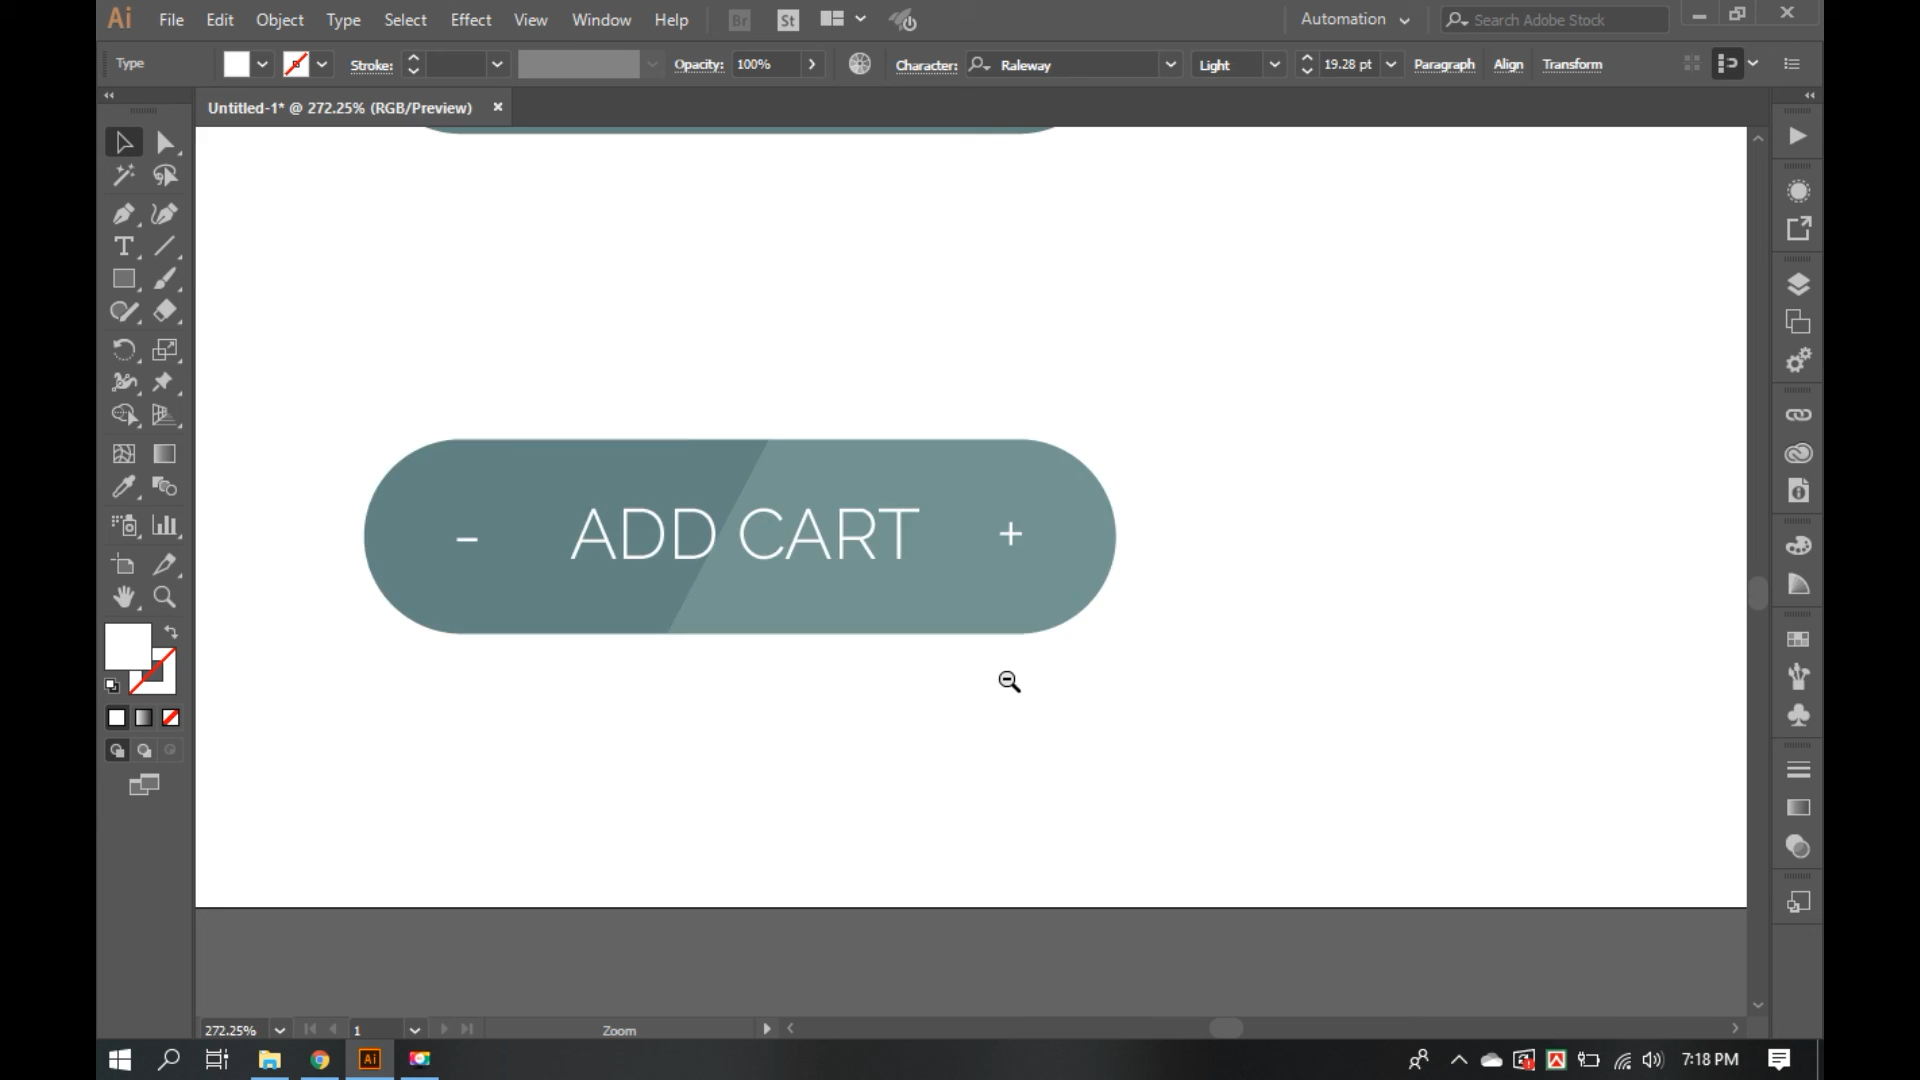 Ai File Edit Object Type Select Effect View Window Help Br St Automation Search Adobe Stock
Type Stroke: Opacity: 100% Character: Raleway Light 19.28 pt Paragraph Align Transform
Untitled-1* @ 272.25% (RGB/Preview)
- ADD CART +
272.25% 1 Zoom
Ai 7:18 PM